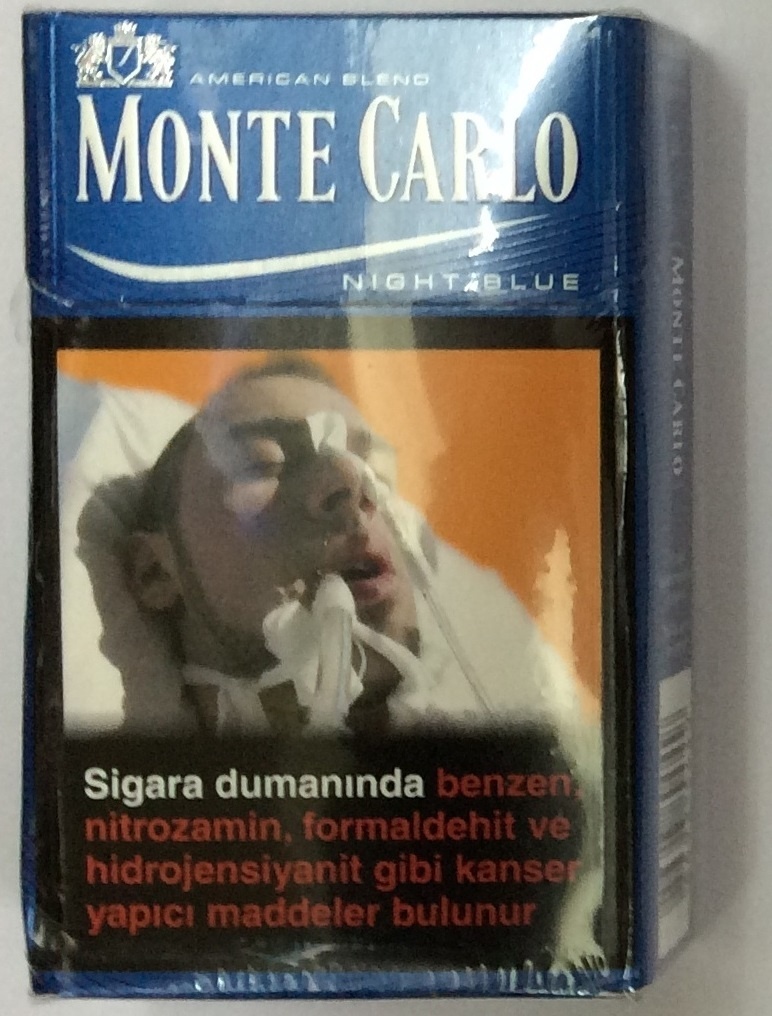 AMERICAN BLEND
MONTE CARLO
NIGHT BLUE
MONTE CARLO
Sigara dumanında benzen,
nitrozamin, formaldehit ve
hidrojensiyanit gibi kanser
yapıcı maddeler bulunur